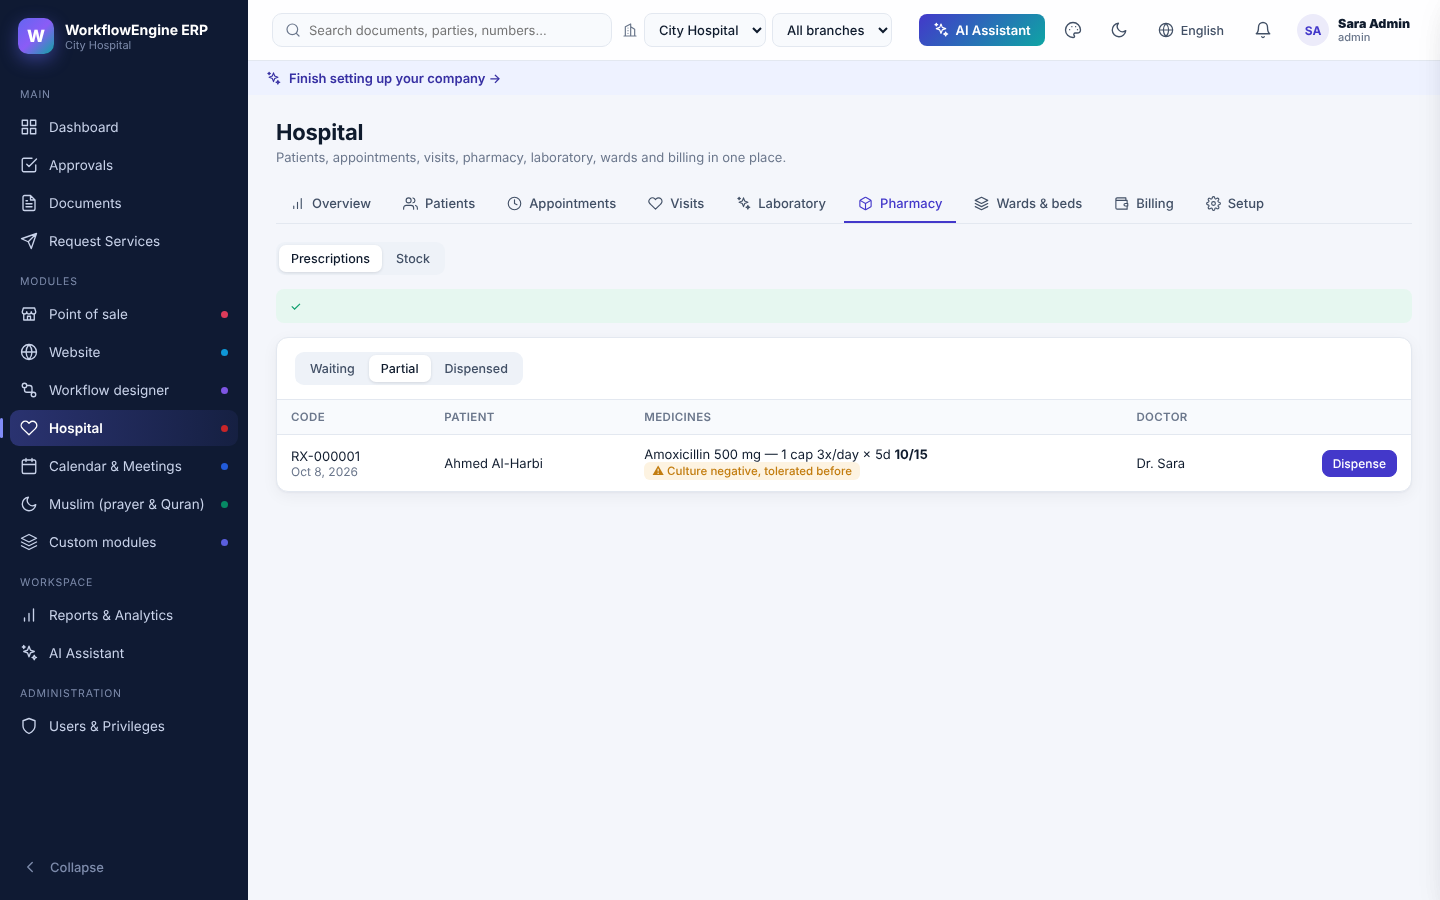 W
WorkflowEngine ERP
City Hospital
MAIN
Dashboard
Approvals
Documents
Request Services
MODULES
Point of sale
Website
Workflow designer
Hospital
Calendar & Meetings
Muslim (prayer & Quran)
Custom modules
WORKSPACE
Reports & Analytics
AI Assistant
ADMINISTRATION
Users & Privileges
Collapse
Search documents, parties, numbers...
City Hospital
All branches
AI Assistant
English
SA
Sara Admin
admin
Finish setting up your company →
Hospital
Patients, appointments, visits, pharmacy, laboratory, wards and billing in one place.
Overview
Patients
Appointments
Visits
Laboratory
Pharmacy
Wards & beds
Billing
Setup
Prescriptions
Stock
Waiting
Partial
Dispensed
CODE PATIENT MEDICINES DOCTOR
RX-000001
Oct 8, 2026
Ahmed Al-Harbi
Amoxicillin 500 mg — 1 cap 3x/day × 5d 10/15
⚠ Culture negative, tolerated before
Dr. Sara
Dispense